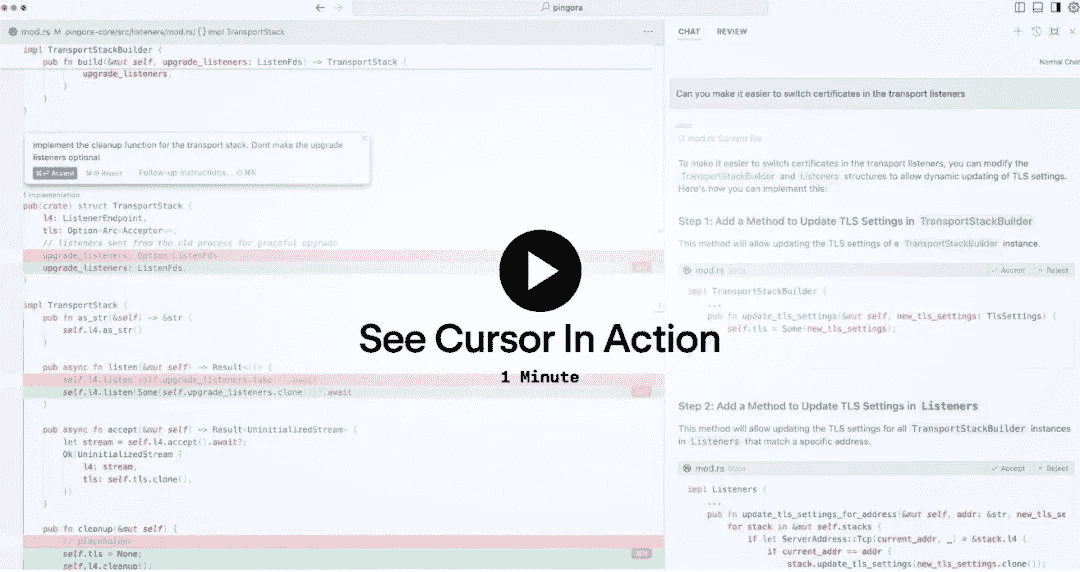 pingora
mod.rs M pingora-core/src/listeners/mod.rs/ {} impl TransportStack
impl TransportStackBuilder {
pub fn build(&mut self, upgrade_listeners: ListenFds) -> TransportStack {
upgrade_listeners,
}
)
}
implement the cleanup function for the transport stack. Dont make the upgrade
listeners optional
Accept
Reject
Follow-up instructions...
1 implementation
pub(crate) struct TransportStack {
l4: ListenerEndpoint,
tls: Option<Arc<Acceptor>>,
// listeners sent from the old process for graceful upgrade
upgrade_listeners: Option<ListenFds>
upgrade_listeners: ListenFds,
}
impl TransportStack {
pub fn as_str(&self) -> &str {
self.l4.as_str()
}
pub async fn listen(&mut self) -> Result<()> {
self.l4.listen(self.upgrade_listeners.take()).await
self.l4.listen(Some(self.upgrade_listeners.clone())).await
}
pub async fn accept(&mut self) -> Result<UninitializedStream> {
let stream = self.l4.accept().await?;
Ok(UninitializedStream {
l4: stream,
tls: self.tls.clone(),
})
}
pub fn cleanup(&mut self) {
// placeholder
self.tls = None;
self.l4.cleanup();
See Cursor In Action
1 Minute
CHAT REVIEW
Normal Chat
Can you make it easier to switch certificates in the transport listeners
mod.rs Current file
To make it easier to switch certificates in the transport listeners, you can modify the
TransportStackBuilder and Listeners structures to allow dynamic updating of TLS settings.
Here's how you can implement this:
Step 1: Add a Method to Update TLS Settings in TransportStackBuilder
This method will allow updating the TLS settings of a TransportStackBuilder instance.
mod.rs Accept Reject
impl TransportStackBuilder {
...
pub fn update_tls_settings(&mut self, new_tls_settings: TlsSettings) {
self.tls = Some(new_tls_settings);
Step 2: Add a Method to Update TLS Settings in Listeners
This method will allow updating the TLS settings for all TransportStackBuilder instances
in Listeners that match a specific address.
mod.rs Accept Reject
impl Listeners {
...
pub fn update_tls_settings_for_address(&mut self, addr: &str, new_tls_se
for stack in &mut self.stacks {
if let ServerAddress::Tcp(current_addr, _) = &stack.l4 {
if current_addr == addr {
stack.update_tls_settings(new_tls_settings.clone());